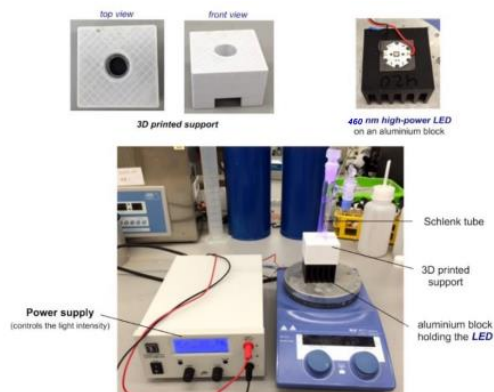 top view
front view
3D printed support
460 nm high-power LED
on an aluminium block
Schlenk tube
3D printed
support
Power supply
(controls the light intensity)
aluminium block
holding the LED